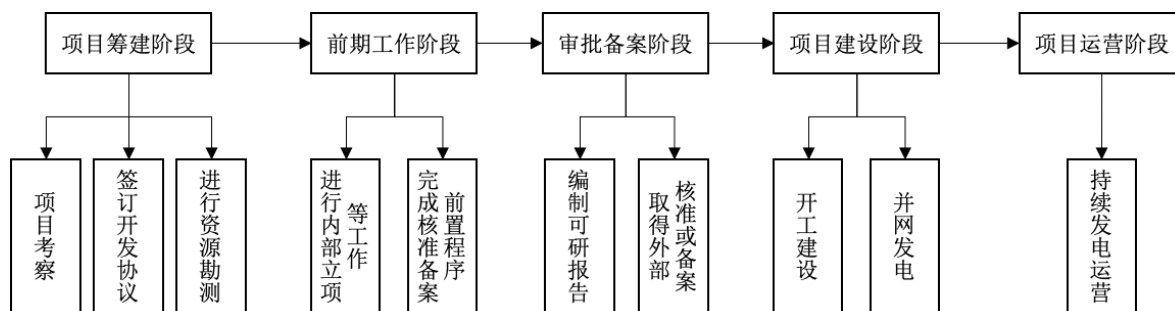 项目筹建阶段
前期工作阶段
审批备案阶段
项目建设阶段
项目运营阶段
项目考察
签订开发协议
进行资源勘测
进行内部立项
等工作
完成核准备案
前置程序
编制可研报告
取得外部
核准或备案
开工建设
并网发电
持续发电运营